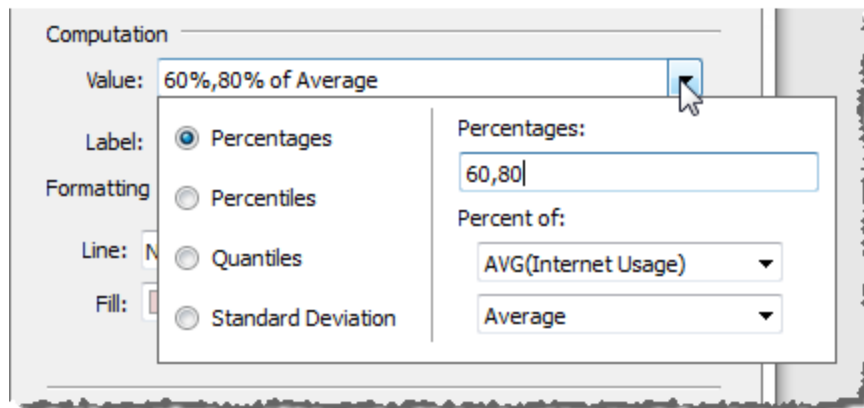 Computation
Value: 60%,80% of Average
Label:
Percentages
Percentages:
60,80
Percentiles
Formatting
Percent of:
Line: N
Quantiles
AVG(Internet Usage)
Fill:
Standard Deviation
Average